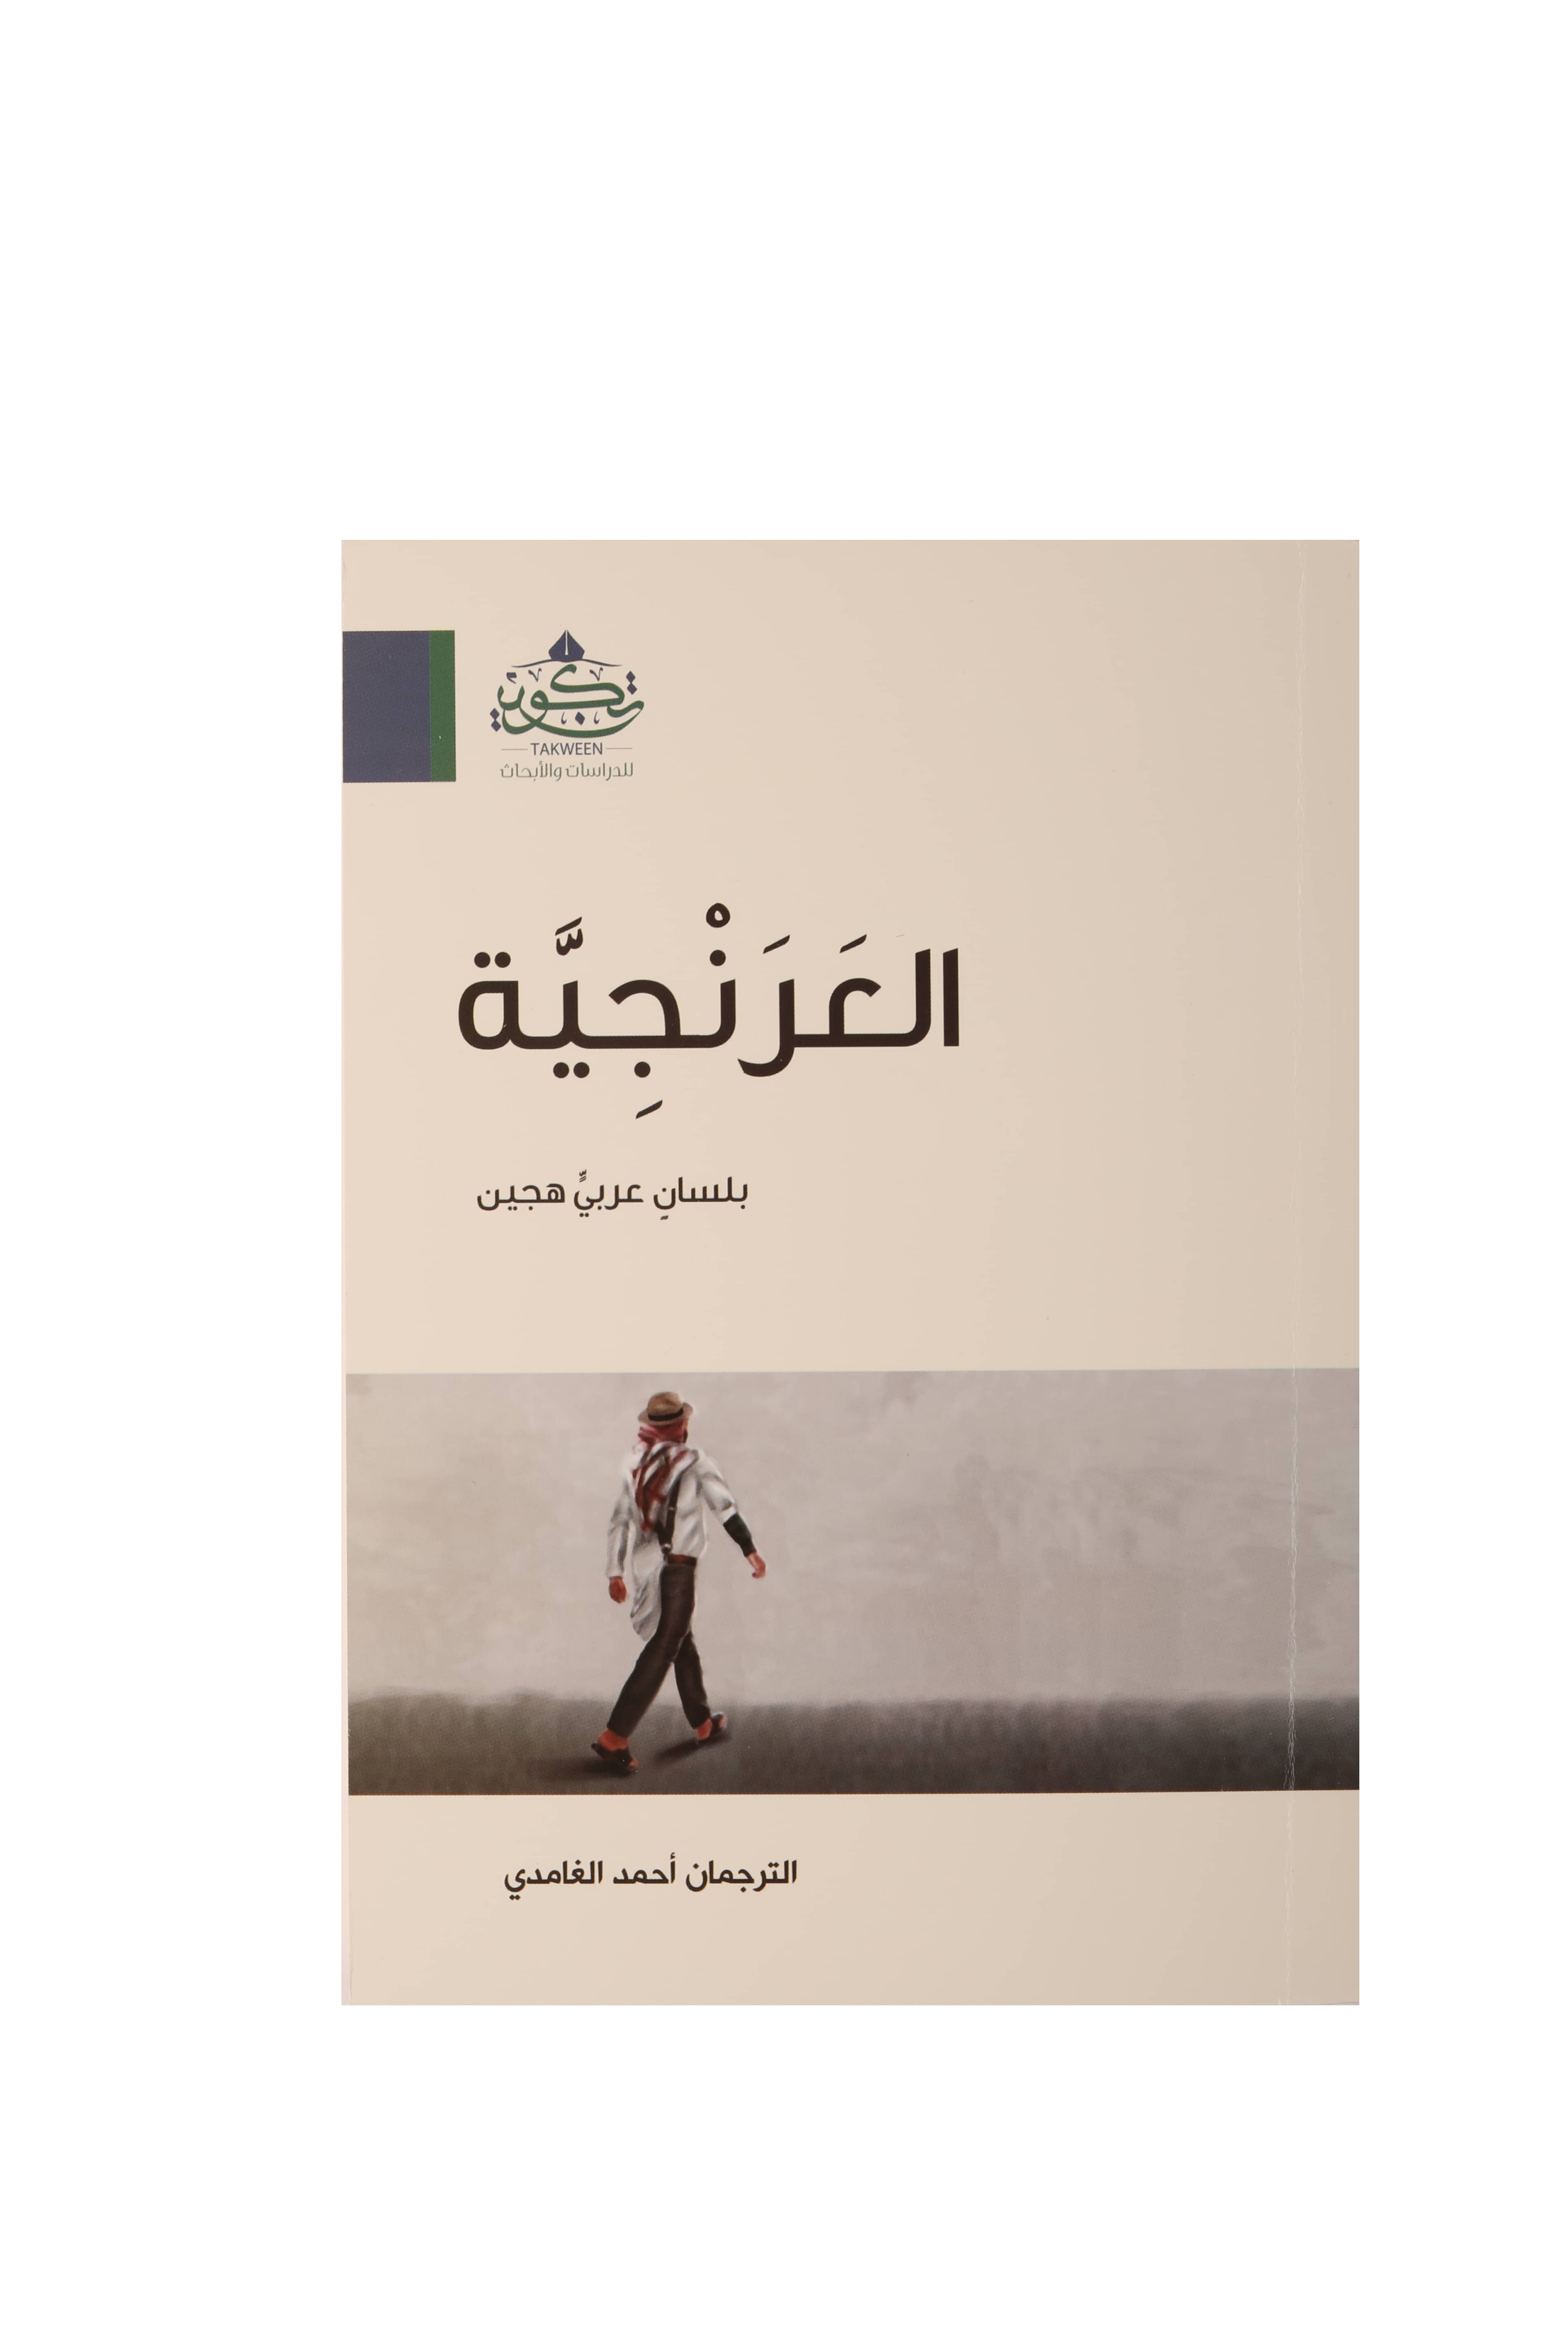 تكوين
TAKWEEN
للدراسات والأبحاث
العَرَنْجِيَّة
بلسانٍ عربيٍّ هجين
الترجمان أحمد الغامدي